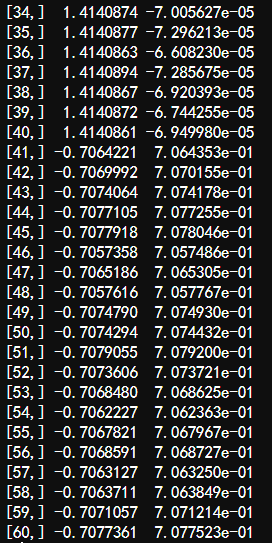 [34,]  1.4140874 -7.005627e-05
[35,]  1.4140877 -7.296213e-05
[36,]  1.4140863 -6.608230e-05
[37,]  1.4140894 -7.285675e-05
[38,]  1.4140867 -6.920393e-05
[39,]  1.4140872 -6.744255e-05
[40,]  1.4140861 -6.949980e-05
[41,] -0.7064221  7.064353e-01
[42,] -0.7069992  7.070155e-01
[43,] -0.7074064  7.074178e-01
[44,] -0.7077105  7.077255e-01
[45,] -0.7077918  7.078046e-01
[46,] -0.7057358  7.057486e-01
[47,] -0.7065186  7.065305e-01
[48,] -0.7057616  7.057767e-01
[49,] -0.7074790  7.074930e-01
[50,] -0.7074294  7.074432e-01
[51,] -0.7079055  7.079200e-01
[52,] -0.7073606  7.073721e-01
[53,] -0.7068480  7.068625e-01
[54,] -0.7062227  7.062363e-01
[55,] -0.7067821  7.067967e-01
[56,] -0.7068591  7.068727e-01
[57,] -0.7063127  7.063250e-01
[58,] -0.7063711  7.063849e-01
[59,] -0.7071057  7.071214e-01
[60,] -0.7077361  7.077523e-01